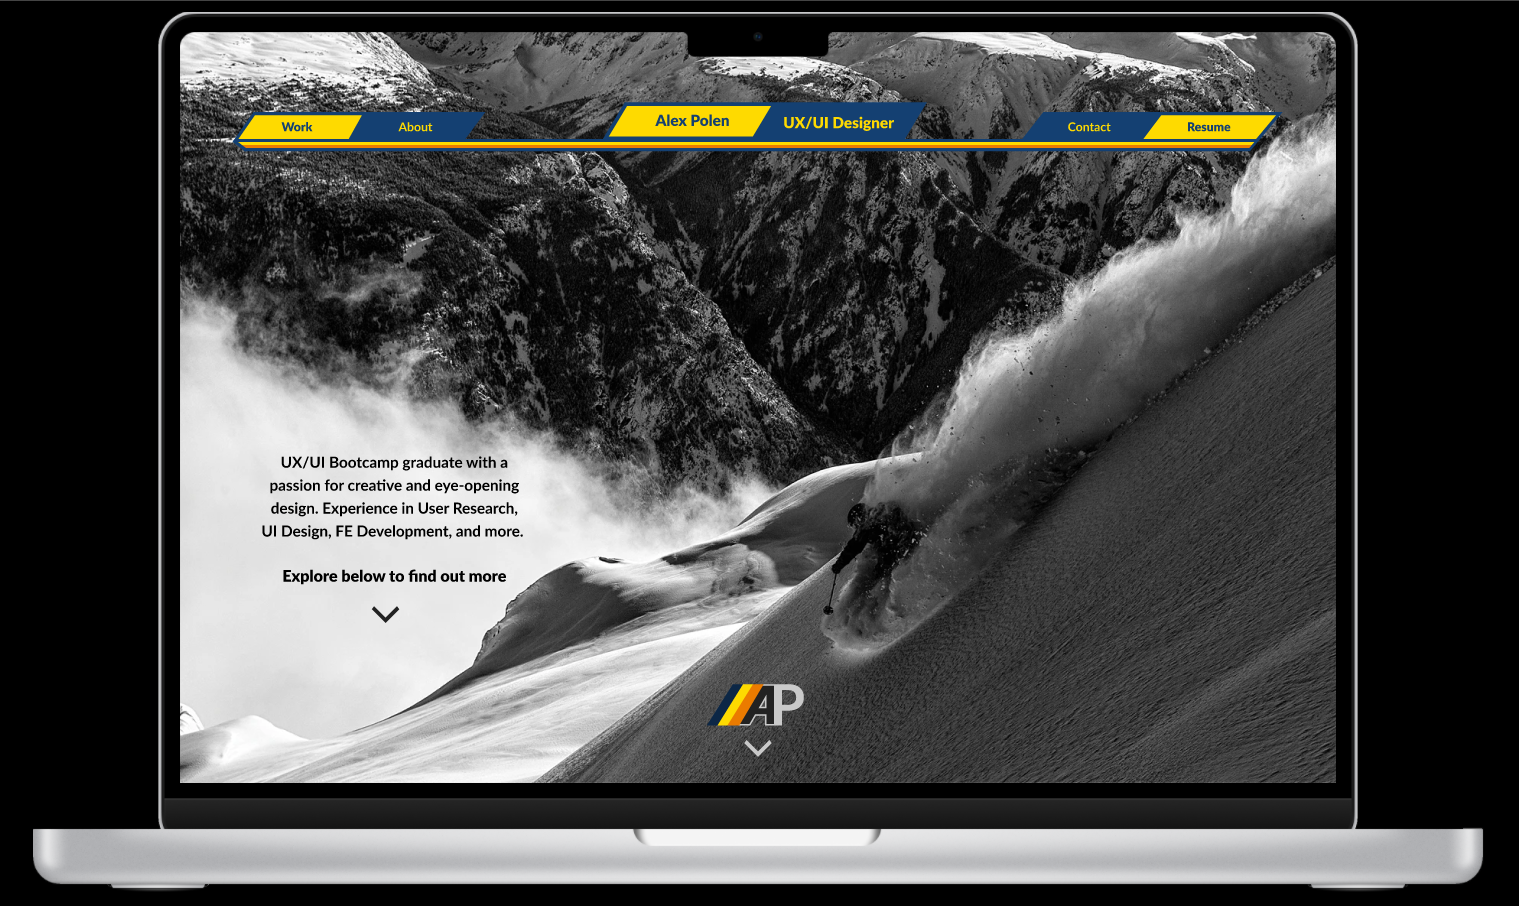 Work
About
Alex Polen
UX/UI Designer
Contact
Resume
UX/UI Bootcamp graduate with a
passion for creative and eye-opening
design. Experience in User Research,
UI Design, FE Development, and more.
Explore below to find out more
AP